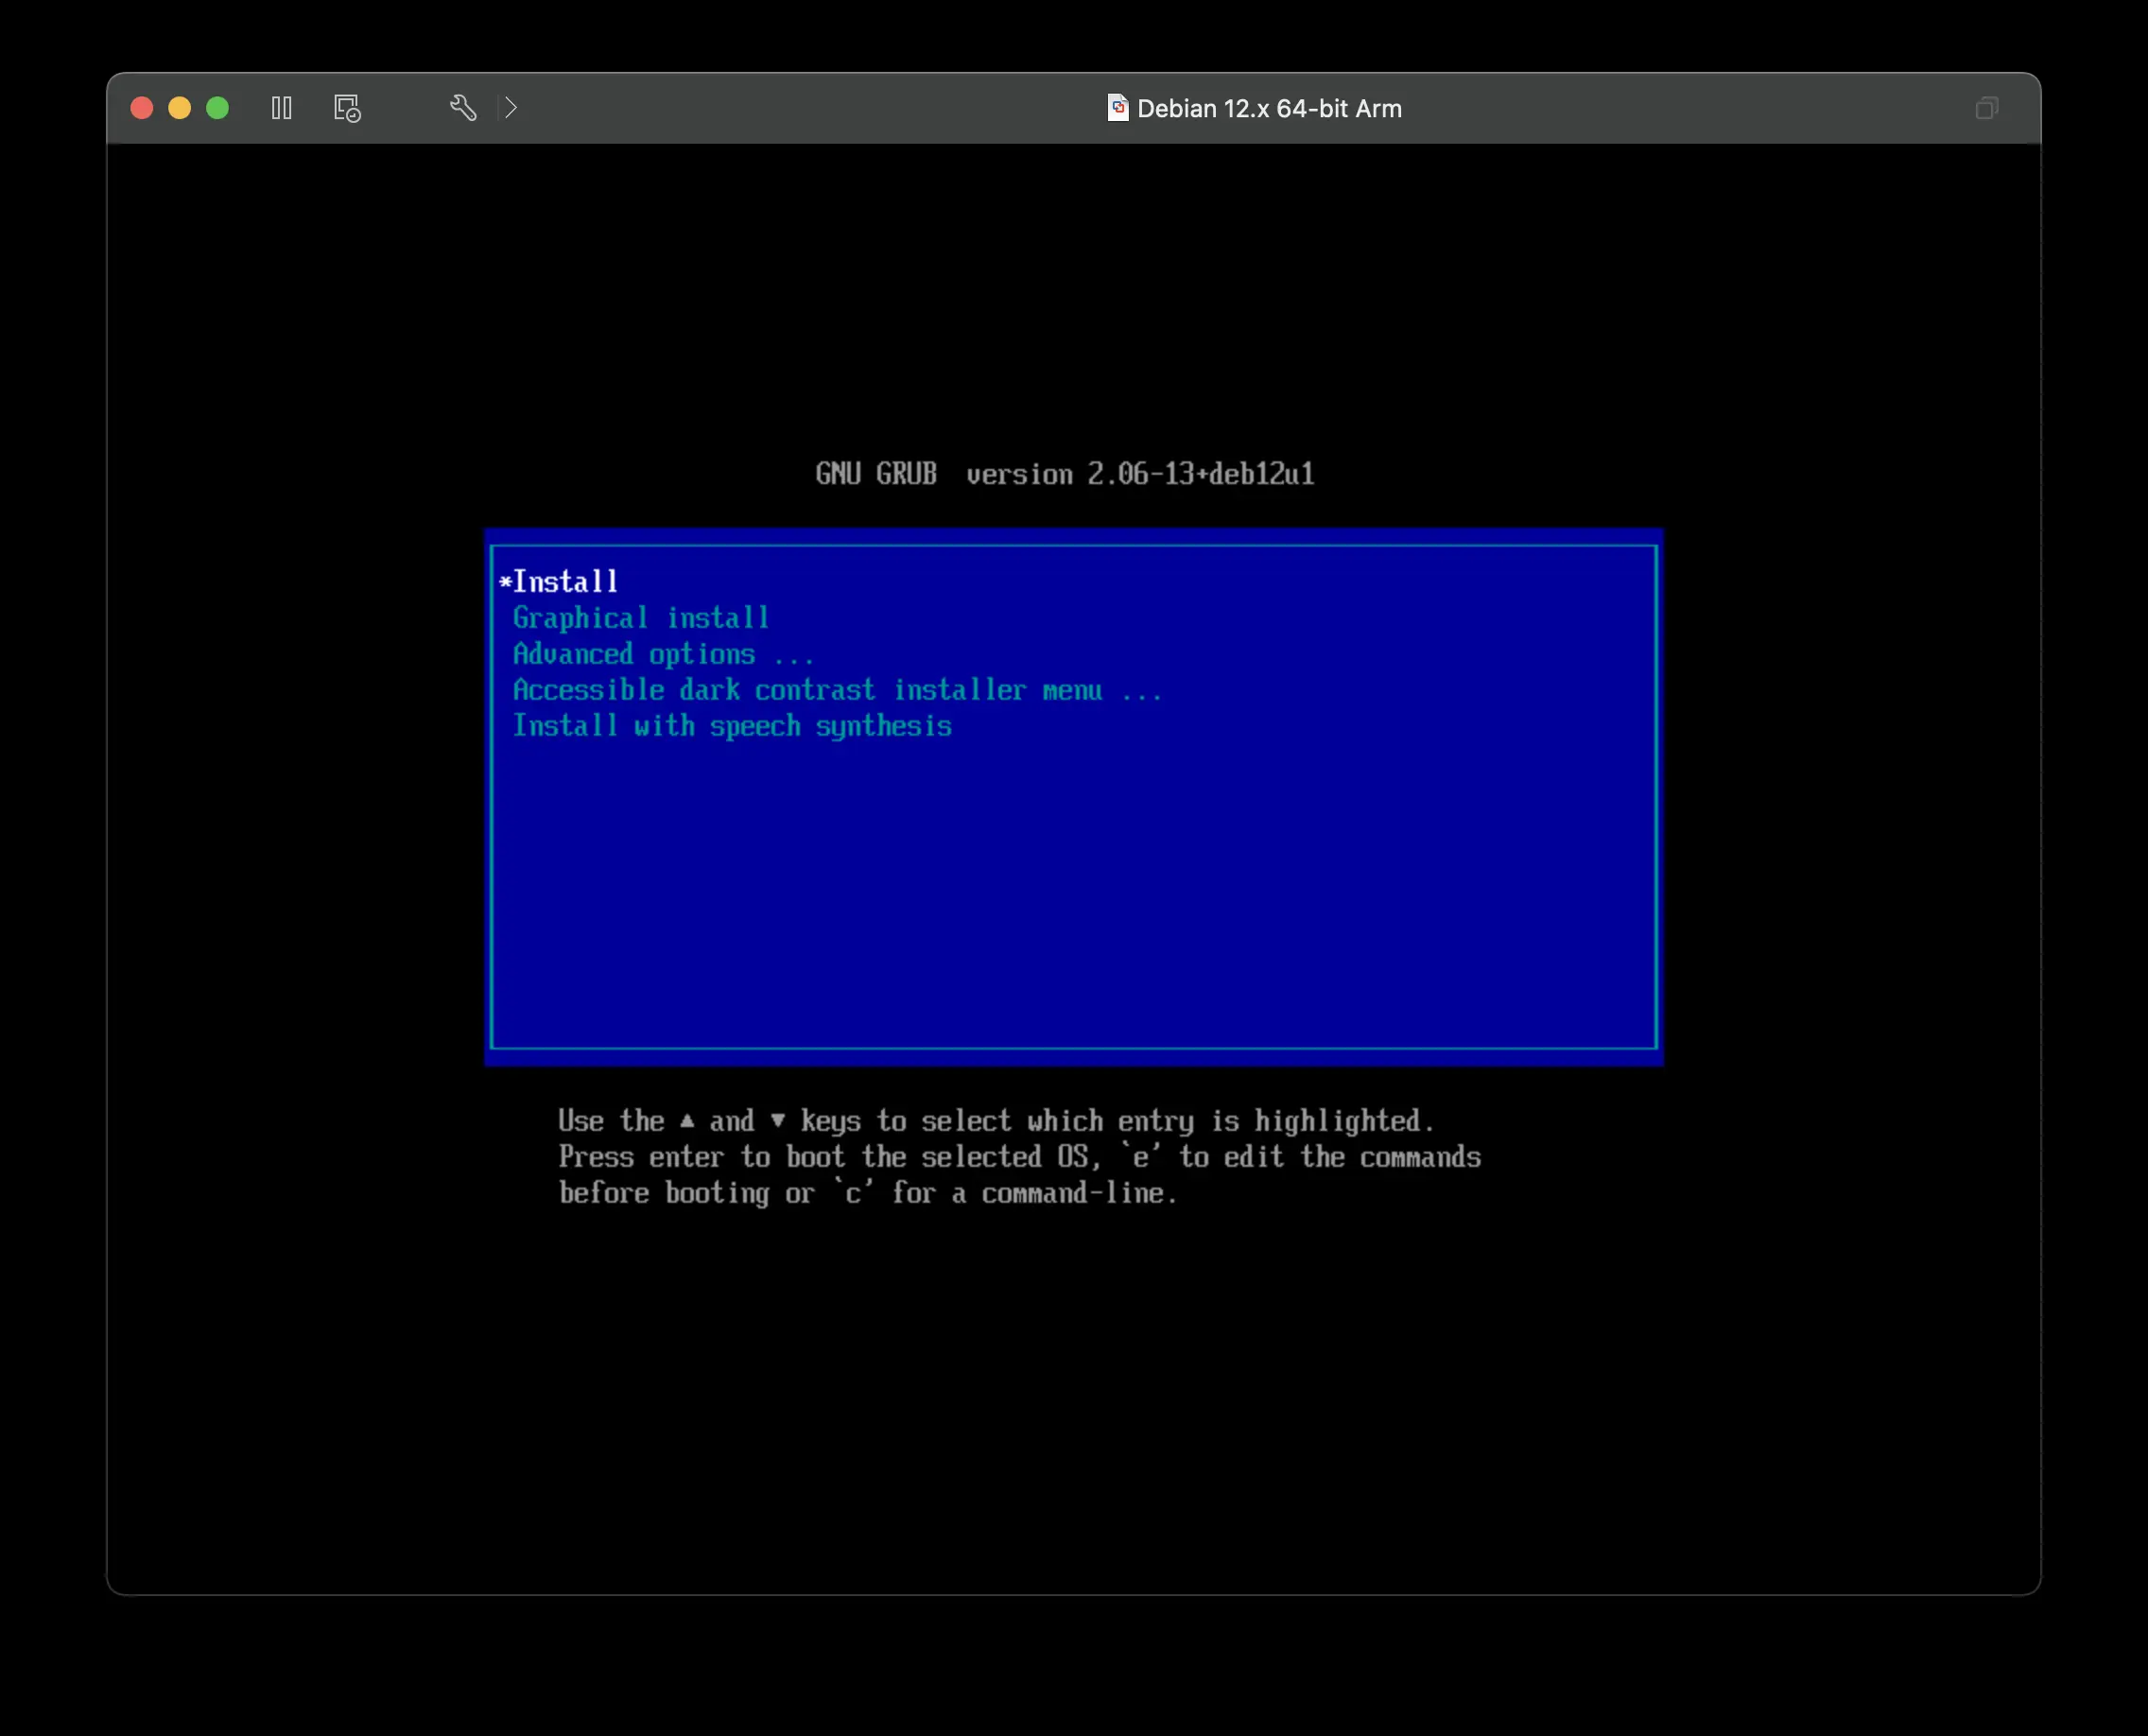 Debian 12.x 64-bit Arm
GNU GRUB  version 2.06-13+deb12u1
*Install
Graphical install
Advanced options ...
Accessible dark contrast installer menu ...
Install with speech synthesis
Use the ▲ and ▼ keys to select which entry is highlighted.
Press enter to boot the selected OS, `e' to edit the commands
before booting or `c' for a command-line.